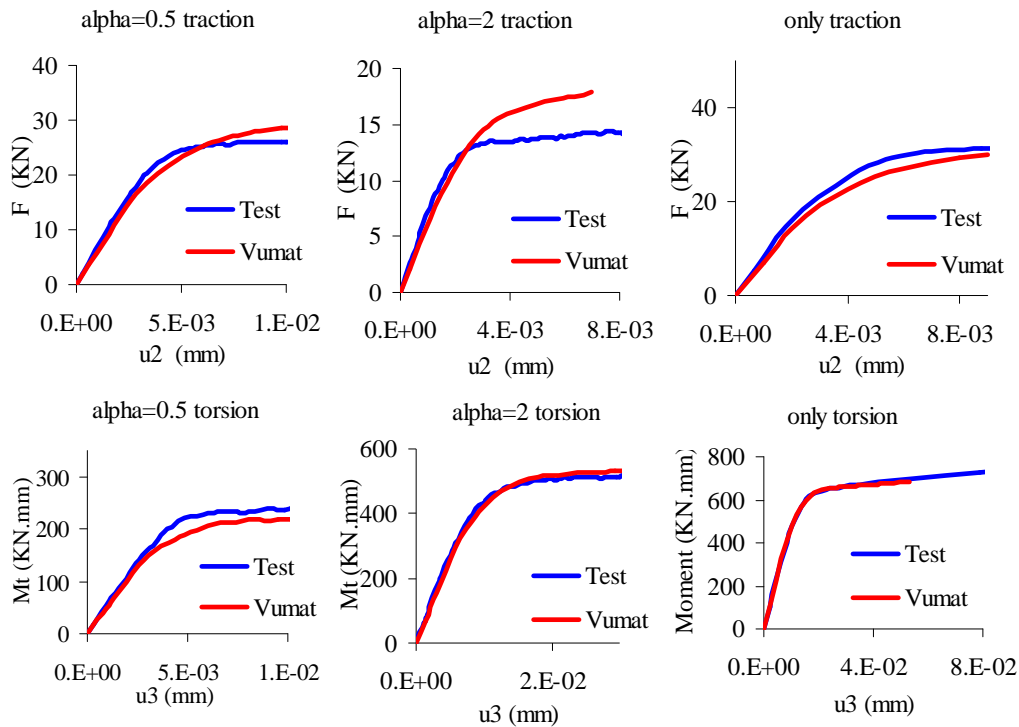 alpha=0.5 traction
F (KN)
40
30
20
10
0
Test
Vumat
0.E+00 5.E-03 1.E-02
u2 (mm)
alpha=2 traction
F (KN)
20
15
10
5
0
Test
Vumat
0.E+00 4.E-03 8.E-03
u2 (mm)
only traction
F (KN)
40
20
0
Test
Vumat
0.E+00 4.E-03 8.E-03
u2 (mm)
alpha=0.5 torsion
Mt (KN.mm)
300
200
100
0
Test
Vumat
0.E+00 5.E-03 1.E-02
u3 (mm)
alpha=2 torsion
Mt (KN.mm)
600
400
200
0
Test
Vumat
0.E+00 2.E-02
u3 (mm)
only torsion
Moment (KN.mm)
800
600
400
200
0
Test
Vumat
0.E+00 4.E-02 8.E-02
u3 (mm)